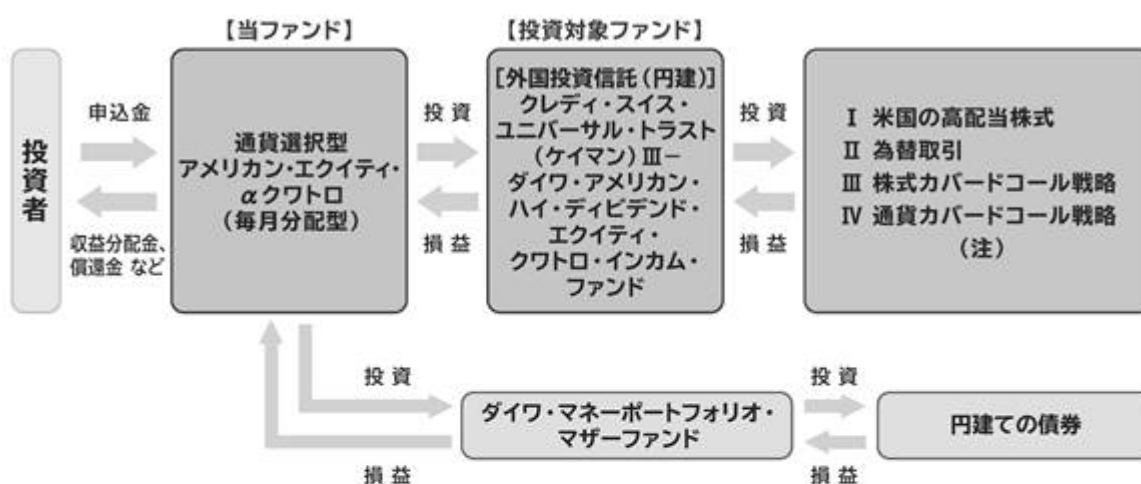 【当ファンド】
【投資対象ファンド】
投資者
申込金
収益分配金、
償還金 など
通貨選択型
アメリカン・エクイティ・
αクワトロ
（毎月分配型）
投 資
損 益
［外国投資信託（円建）］
クレディ・スイス・
ユニバーサル・トラスト
（ケイマン）Ⅲ－
ダイワ・アメリカン・
ハイ・ディビデンド・
エクイティ・
クワトロ・インカム・
ファンド
投 資
損 益
Ⅰ 米国の高配当株式
Ⅱ 為替取引
Ⅲ 株式カバードコール戦略
Ⅳ 通貨カバードコール戦略
（注）
投 資
損 益
ダイワ・マネーポートフォリオ・
マザーファンド
投 資
損 益
円建ての債券